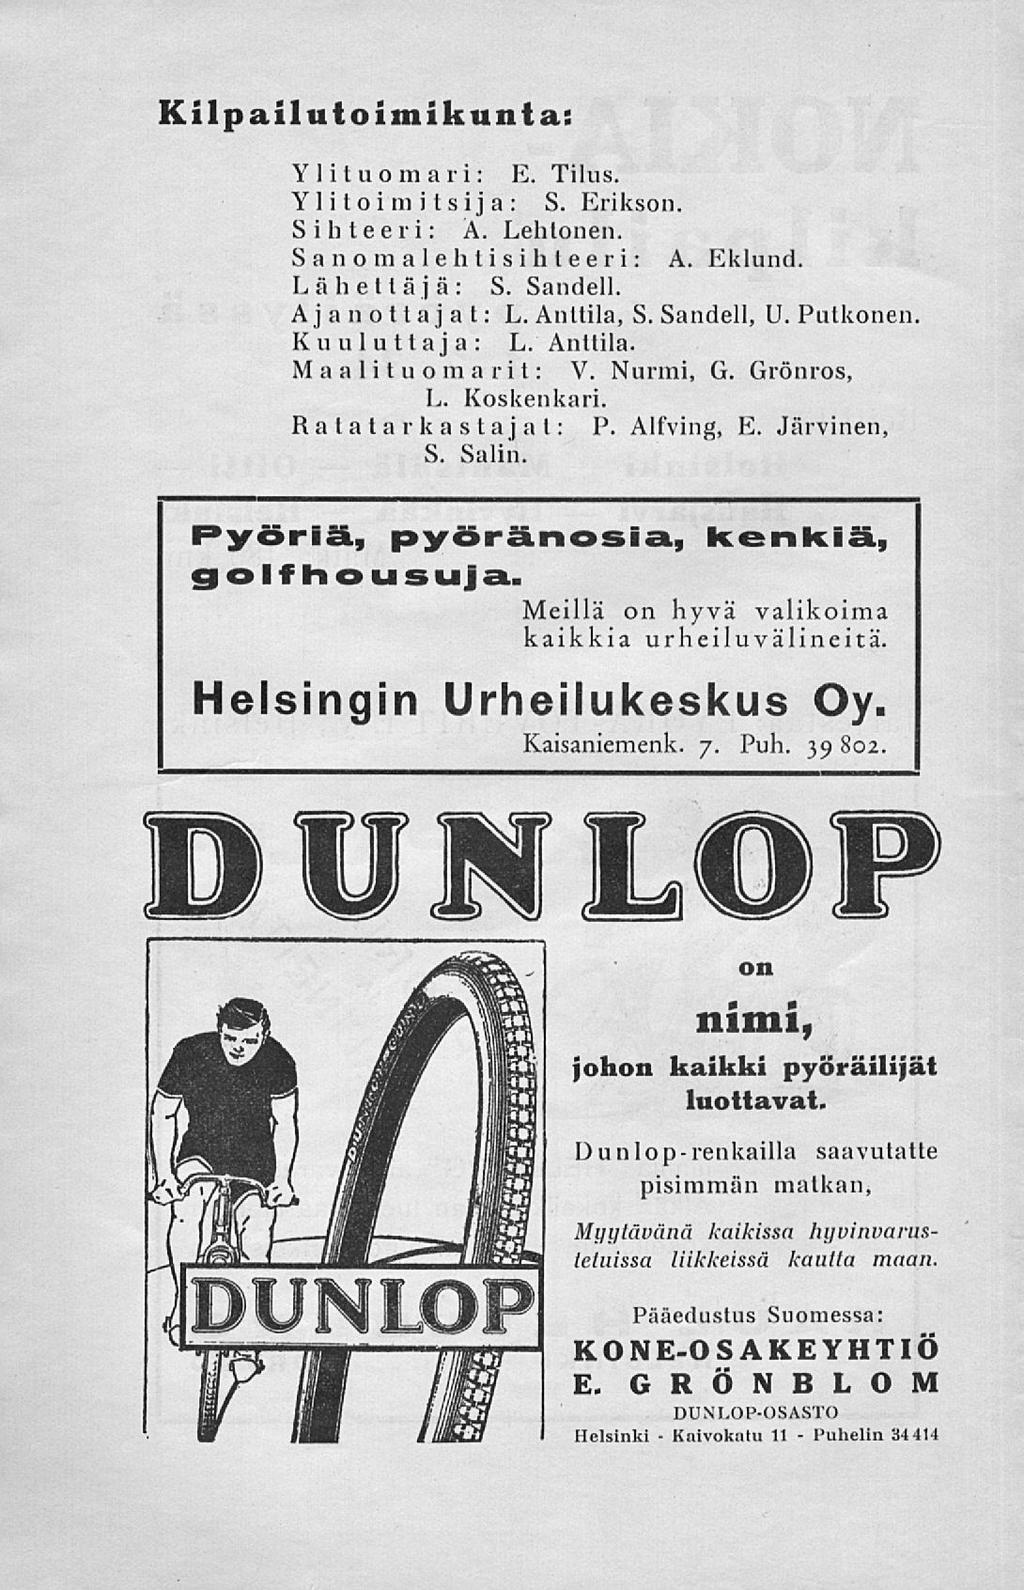 Kilpailutoimikunta:
Ylituomari: E. Tilus.
Ylitoimitsija: S. Erikson.
Sihteeri: A. Lehtonen.
Sanomalehtisihteeri: A. Eklund.
Lähettäjä: S. Sandell.
Ajanottajat: L. Anttila, S. Sandell, U. Putkonen.
Kuuluttaja: L. Anttila.
Maalituomarit: V. Nurmi, G. Grönros,
L. Koskenkari.
Ratatarkastajat: P. Alfving, E. Järvinen,
S. Salin.
Pyöriä, pyöränosia, kenkiä,
golfhousuja.
Meillä on hyvä valikoima
kaikkia urheiluvälineitä.
Helsingin Urheilukeskus Oy.
Kaisaniemenk. 7. Puh. 39 802.
DUNLOP
on
nimi,
johon kaikki pyöräilijät
luottavat.
Dunlop-renkailla saavutatte
pisimmän matkan,
Myytävänä kaikissa hyvinvarus-
tetuissa liikkeissä kautta maan.
Pääedustus Suomessa:
KONE-OSAKEYHTIÖ
E. GRÖNBLOM
DUNLOP-OSASTO
Helsinki - Kaivokatu 11 - Puhelin 34 414
DUNLOP
DUNLOP